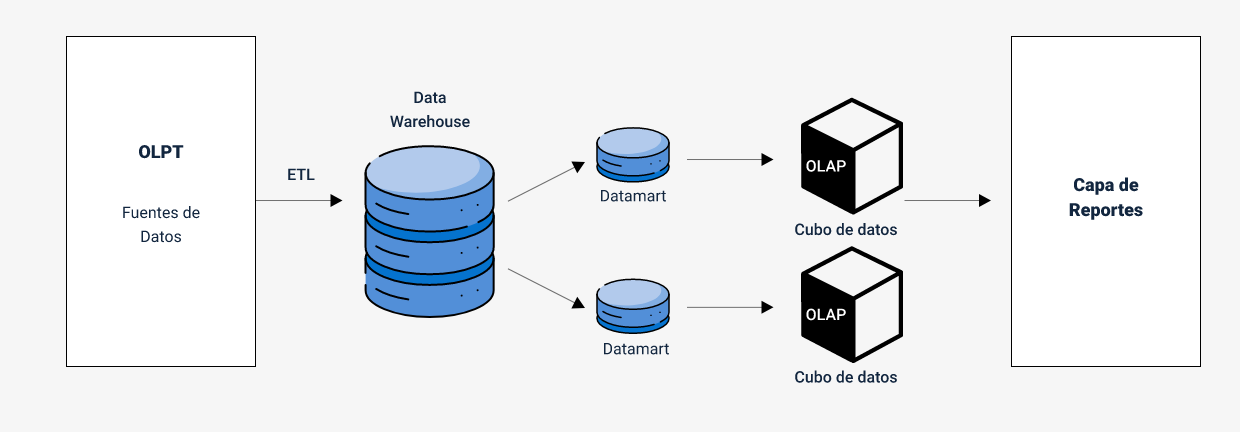 OLPT
Fuentes de
Datos
ETL
Data
Warehouse
Datamart
Datamart
OLAP
Cubo de datos
OLAP
Cubo de datos
Capa de
Reportes